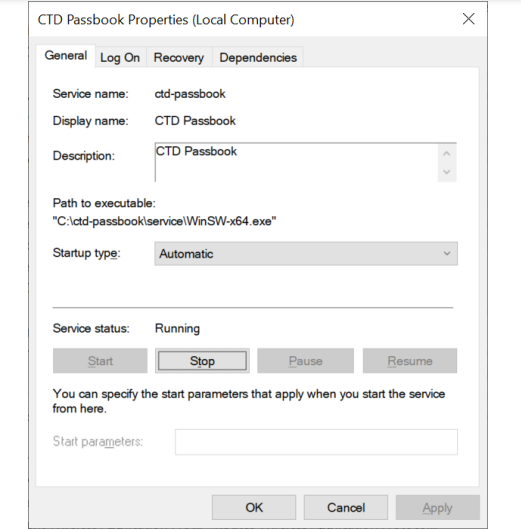 CTD Passbook Properties (Local Computer)
General Log On Recovery Dependencies
Service name: ctd-passbook
Display name: CTD Passbook
Description: CTD Passbook
Path to executable:
"C:\ctd-passbook\service\WinSW-x64.exe"
Startup type: Automatic
Service status: Running
Start Stop Pause Resume
You can specify the start parameters that apply when you start the service
from here.
Start parameters:
OK Cancel Apply